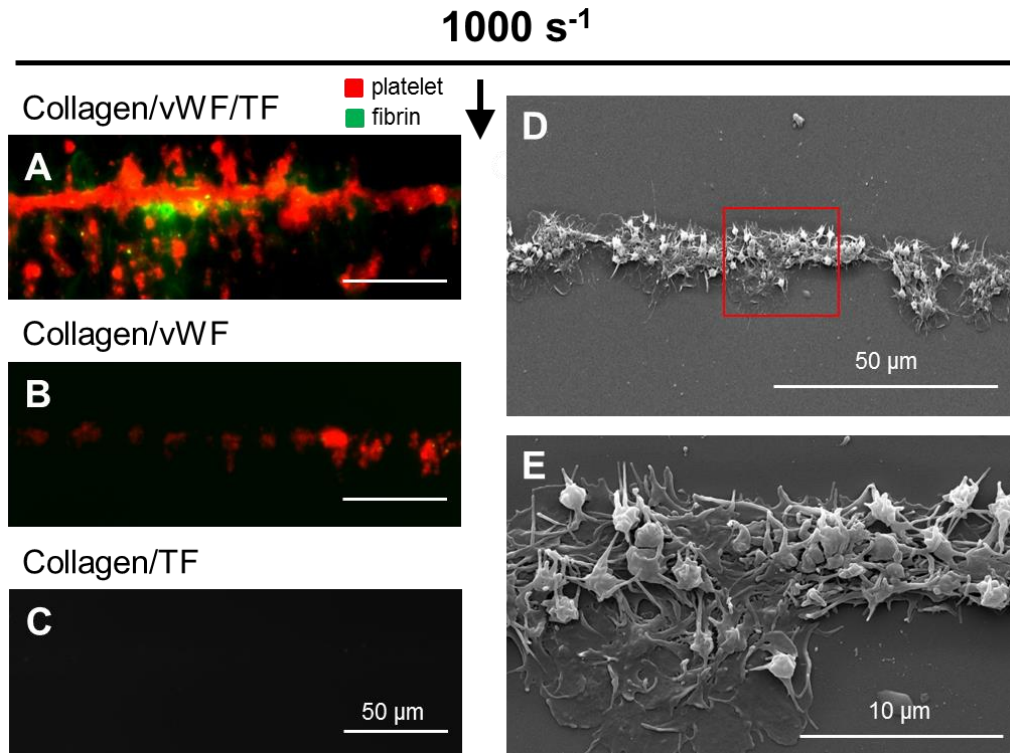 1000 s⁻¹
Collagen/vWF/TF
platelet
fibrin
A
Collagen/vWF
B
Collagen/TF
C
50 µm
D
50 µm
E
10 µm